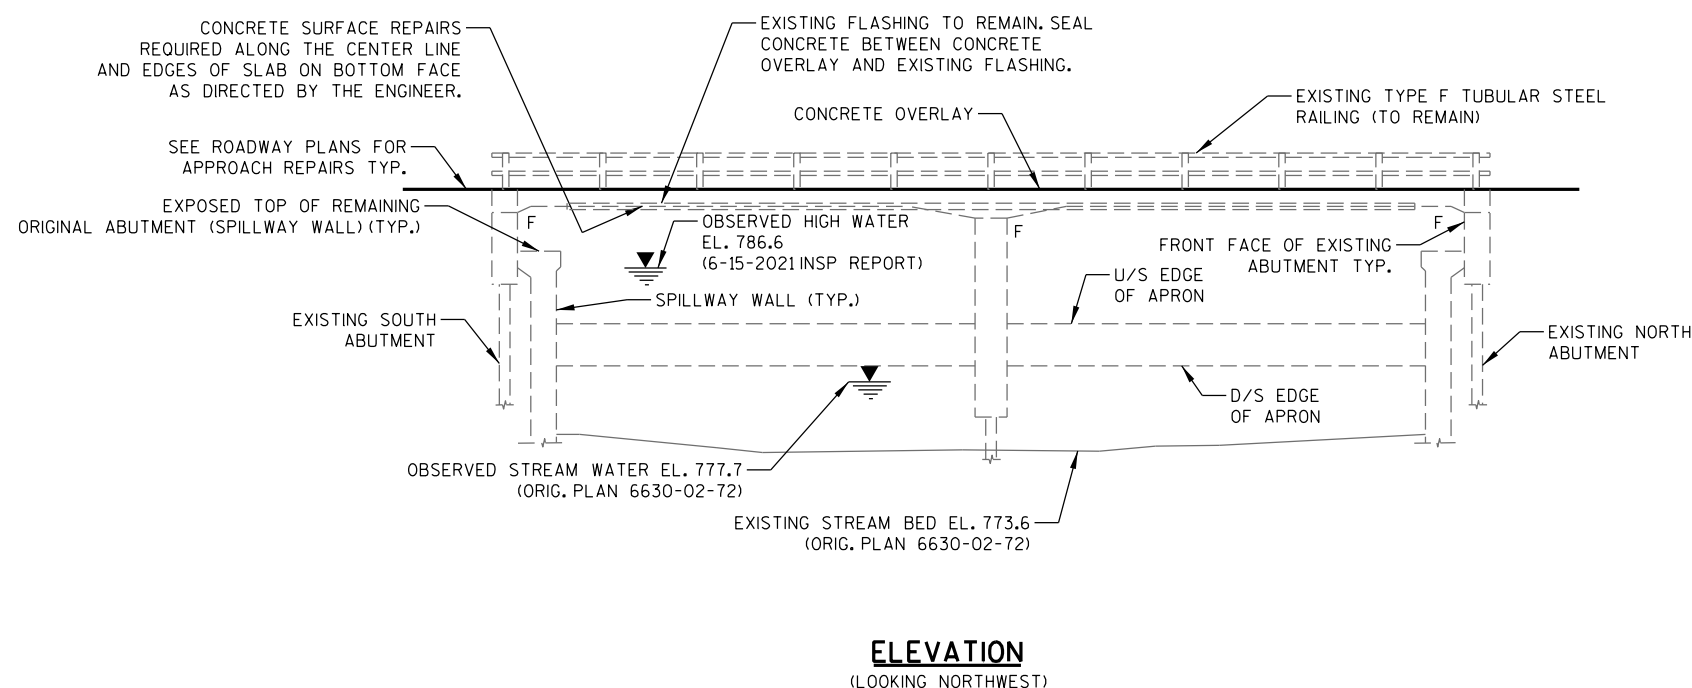 CONCRETE SURFACE REPAIRS
REQUIRED ALONG THE CENTER LINE
AND EDGES OF SLAB ON BOTTOM FACE
AS DIRECTED BY THE ENGINEER.
EXISTING FLASHING TO REMAIN. SEAL
CONCRETE BETWEEN CONCRETE
OVERLAY AND EXISTING FLASHING.
CONCRETE OVERLAY
EXISTING TYPE F TUBULAR STEEL
RAILING (TO REMAIN)
SEE ROADWAY PLANS FOR
APPROACH REPAIRS TYP.
EXPOSED TOP OF REMAINING
ORIGINAL ABUTMENT (SPILLWAY WALL) (TYP.)
F
OBSERVED HIGH WATER
EL. 786.6
(6-15-2021 INSP REPORT)
F
F
FRONT FACE OF EXISTING
ABUTMENT TYP.
U/S EDGE
OF APRON
SPILLWAY WALL (TYP.)
EXISTING SOUTH
ABUTMENT
EXISTING NORTH
ABUTMENT
D/S EDGE
OF APRON
OBSERVED STREAM WATER EL. 777.7
(ORIG. PLAN 6630-02-72)
EXISTING STREAM BED EL. 773.6
(ORIG. PLAN 6630-02-72)
ELEVATION
(LOOKING NORTHWEST)